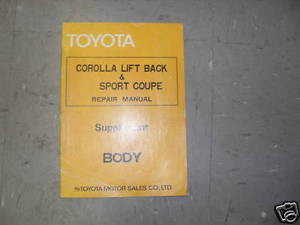 TOYOTA
COROLLA LIFT BACK
&
SPORT COUPE
REPAIR MANUAL
Supplement
BODY
TOYOTA MOTOR SALES CO., LTD.